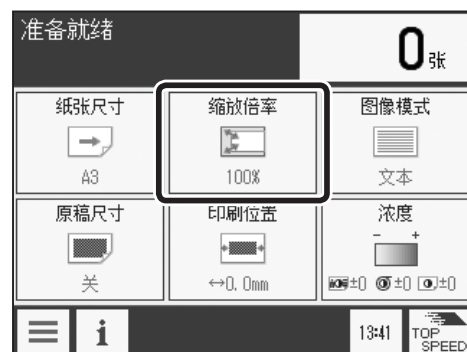 准备就绪
0张
纸张尺寸
缩放倍率
图像模式
A3
100%
文本
原稿尺寸
印刷位置
浓度
- +
关
↔0.0mm
±0 ±0 ±0
i
13:41
TOP
SPEED